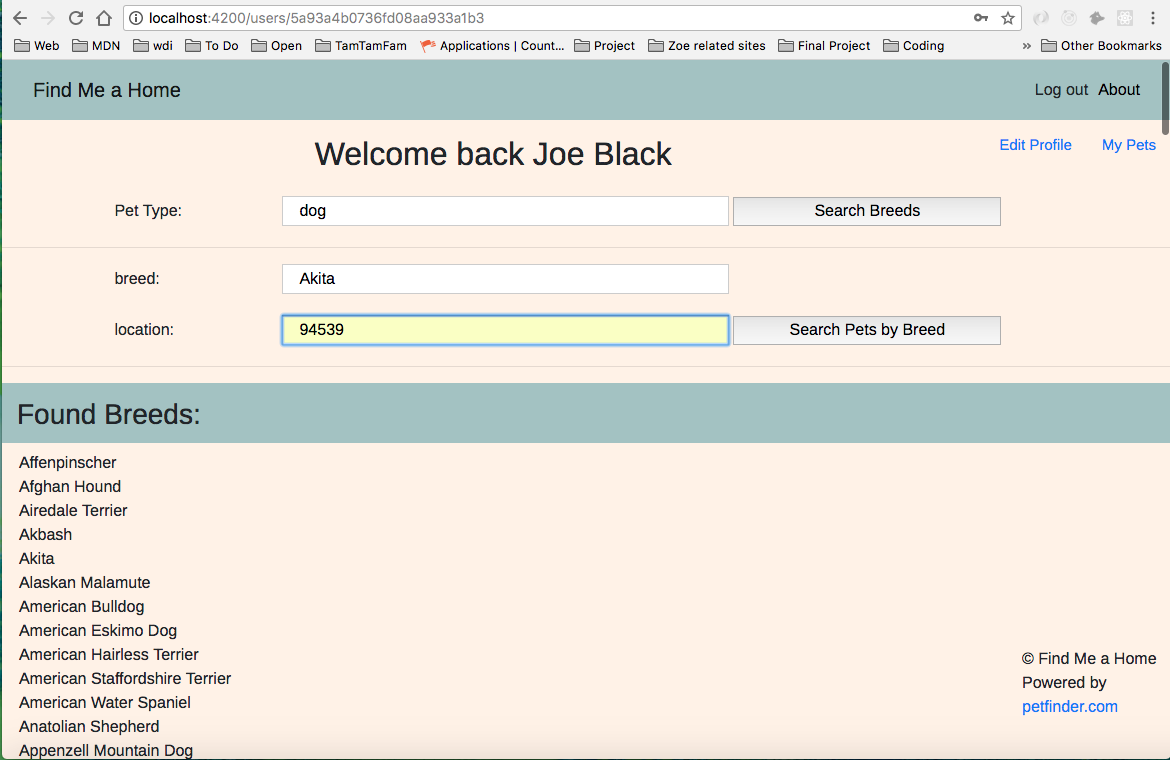 localhost:4200/users/5a93a4b0736fd08aa933a1b3
Web MDN wdi To Do Open TamTamFam Applications | Count... Project Zoe related sites Final Project Coding » Other Bookmarks
Find Me a Home Log out About
Welcome back Joe Black Edit Profile My Pets
Pet Type: dog Search Breeds
breed: Akita
location: 94539 Search Pets by Breed
Found Breeds:
Affenpinscher
Afghan Hound
Airedale Terrier
Akbash
Akita
Alaskan Malamute
American Bulldog
American Eskimo Dog
American Hairless Terrier
American Staffordshire Terrier
American Water Spaniel
Anatolian Shepherd
Appenzell Mountain Dog
© Find Me a Home
Powered by
petfinder.com